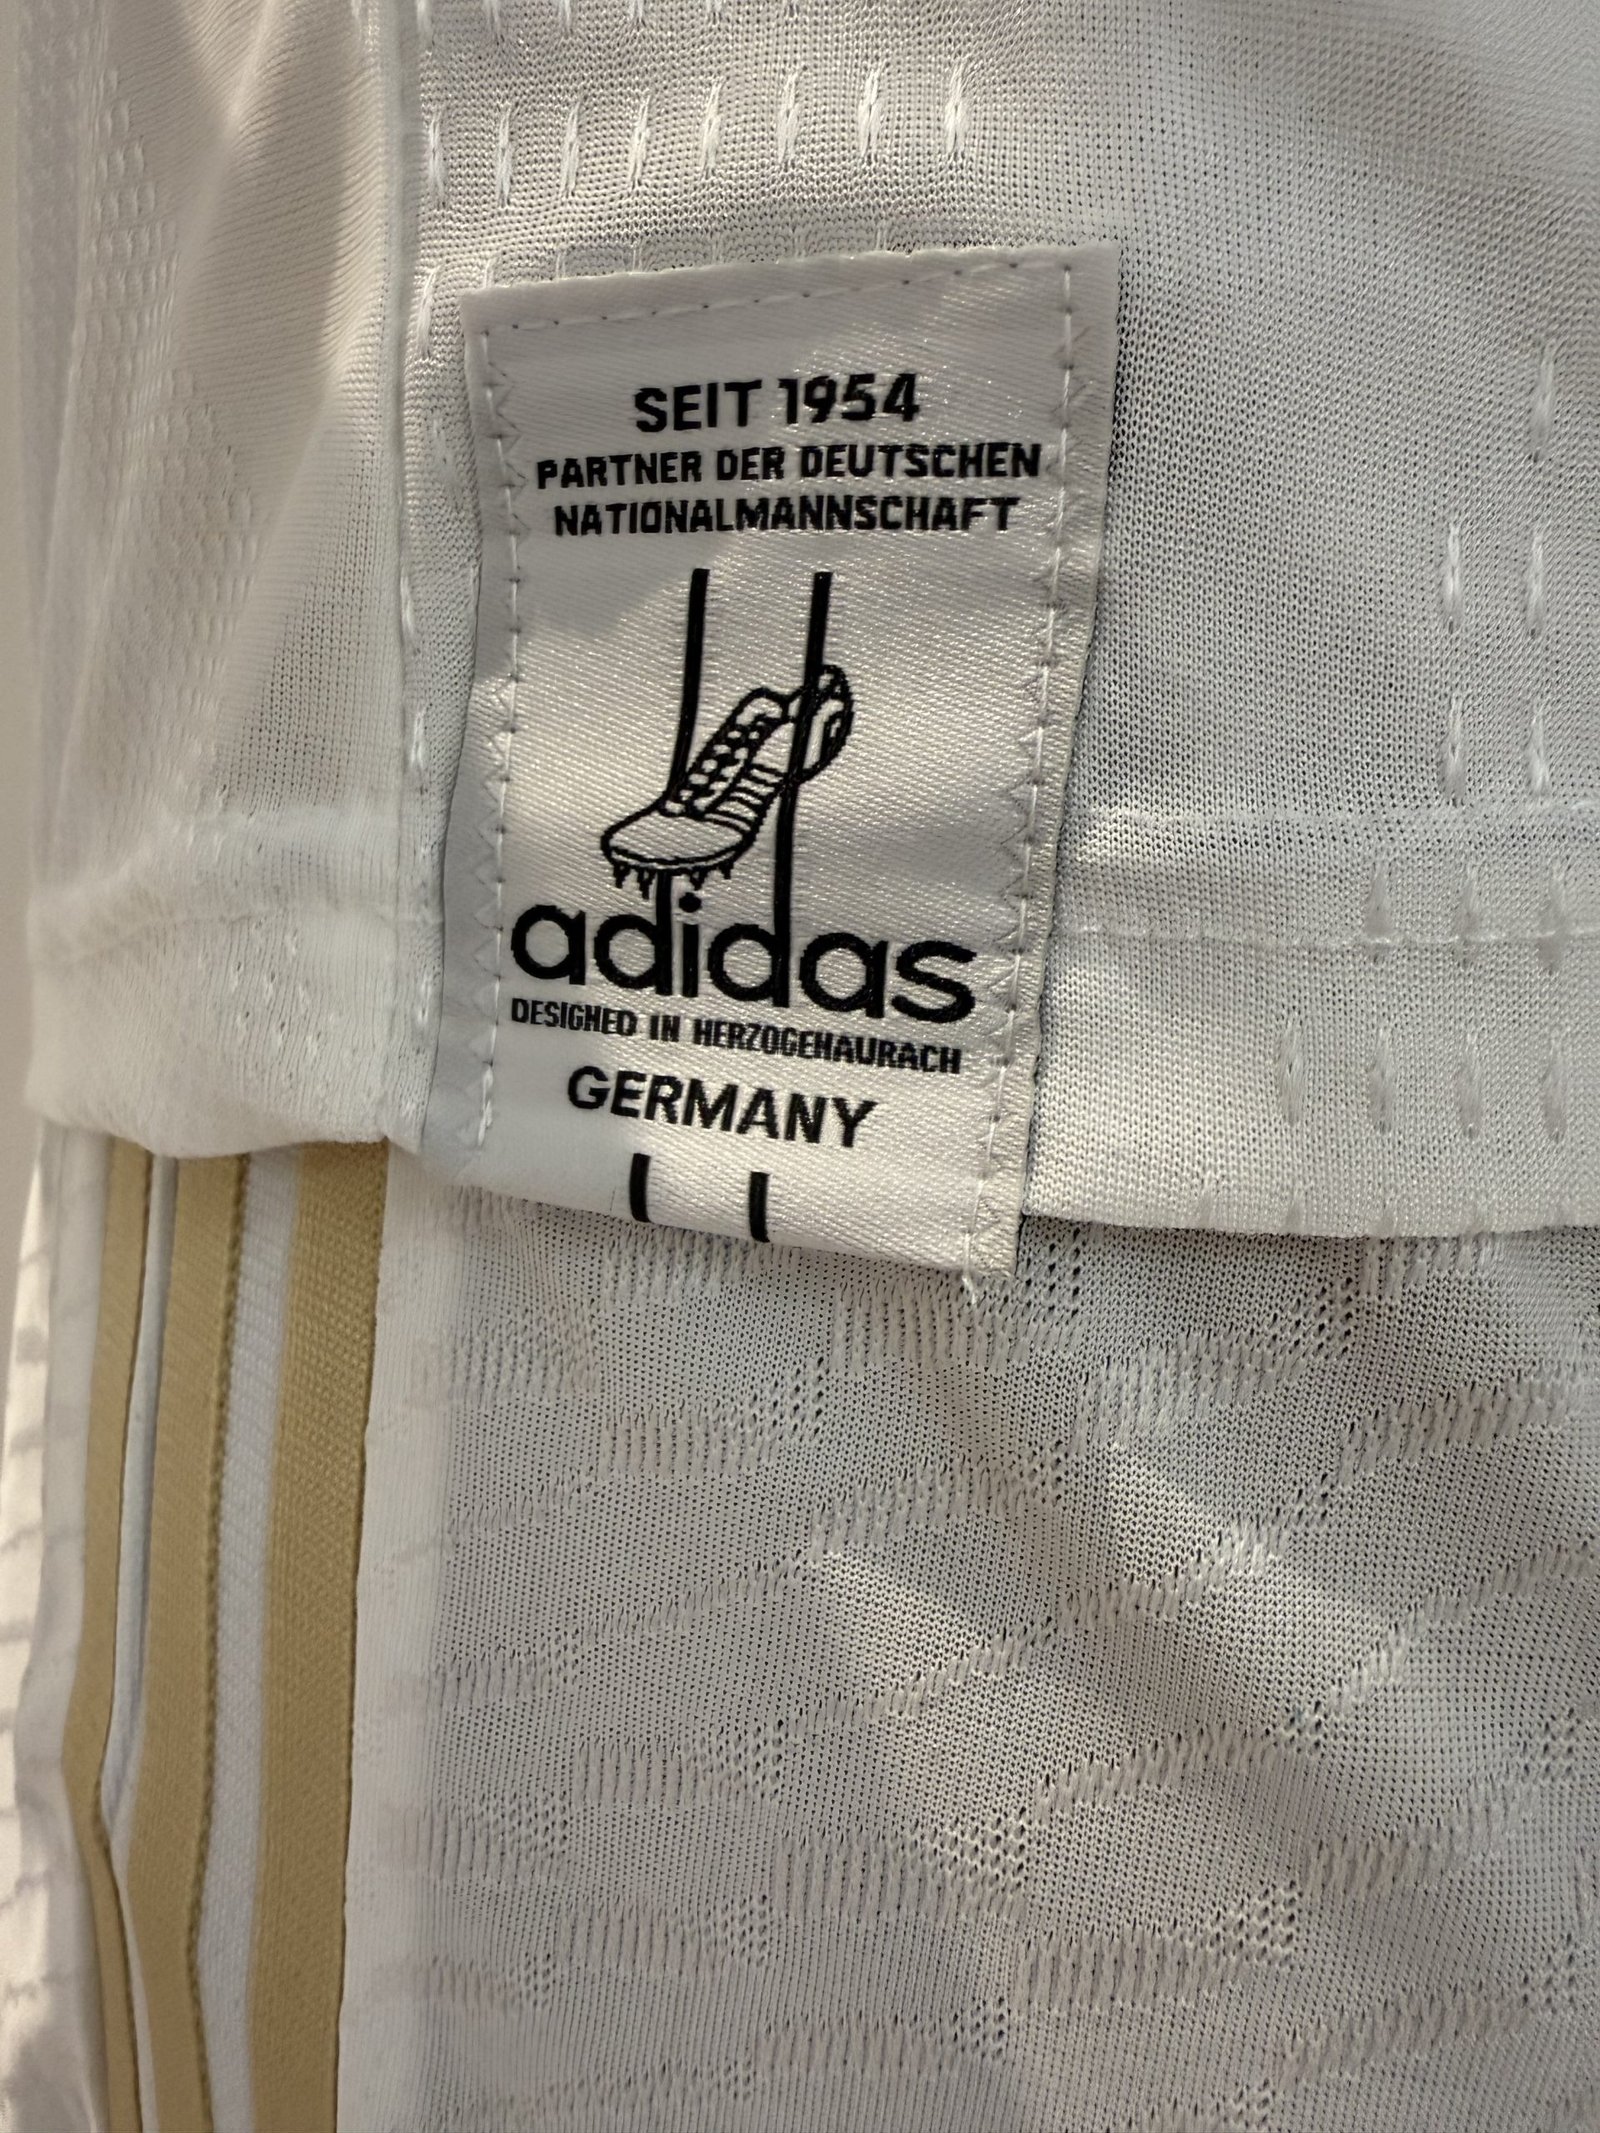 SEIT 1954
PARTNER DER DEUTSCHEN
NATIONALMANNSCHAFT
adidas
DESIGNED IN HERZOGENAURACH
GERMANY